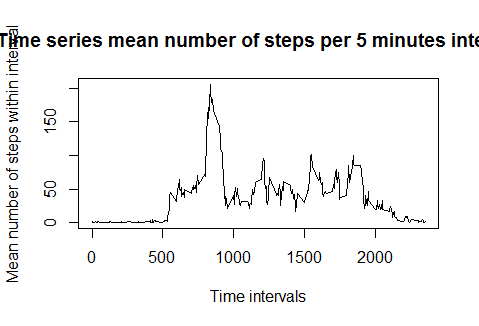 Time series mean number of steps per 5 minutes inte
Mean number of steps within interval
150
50
0
0
500
1000
1500
2000
Time intervals